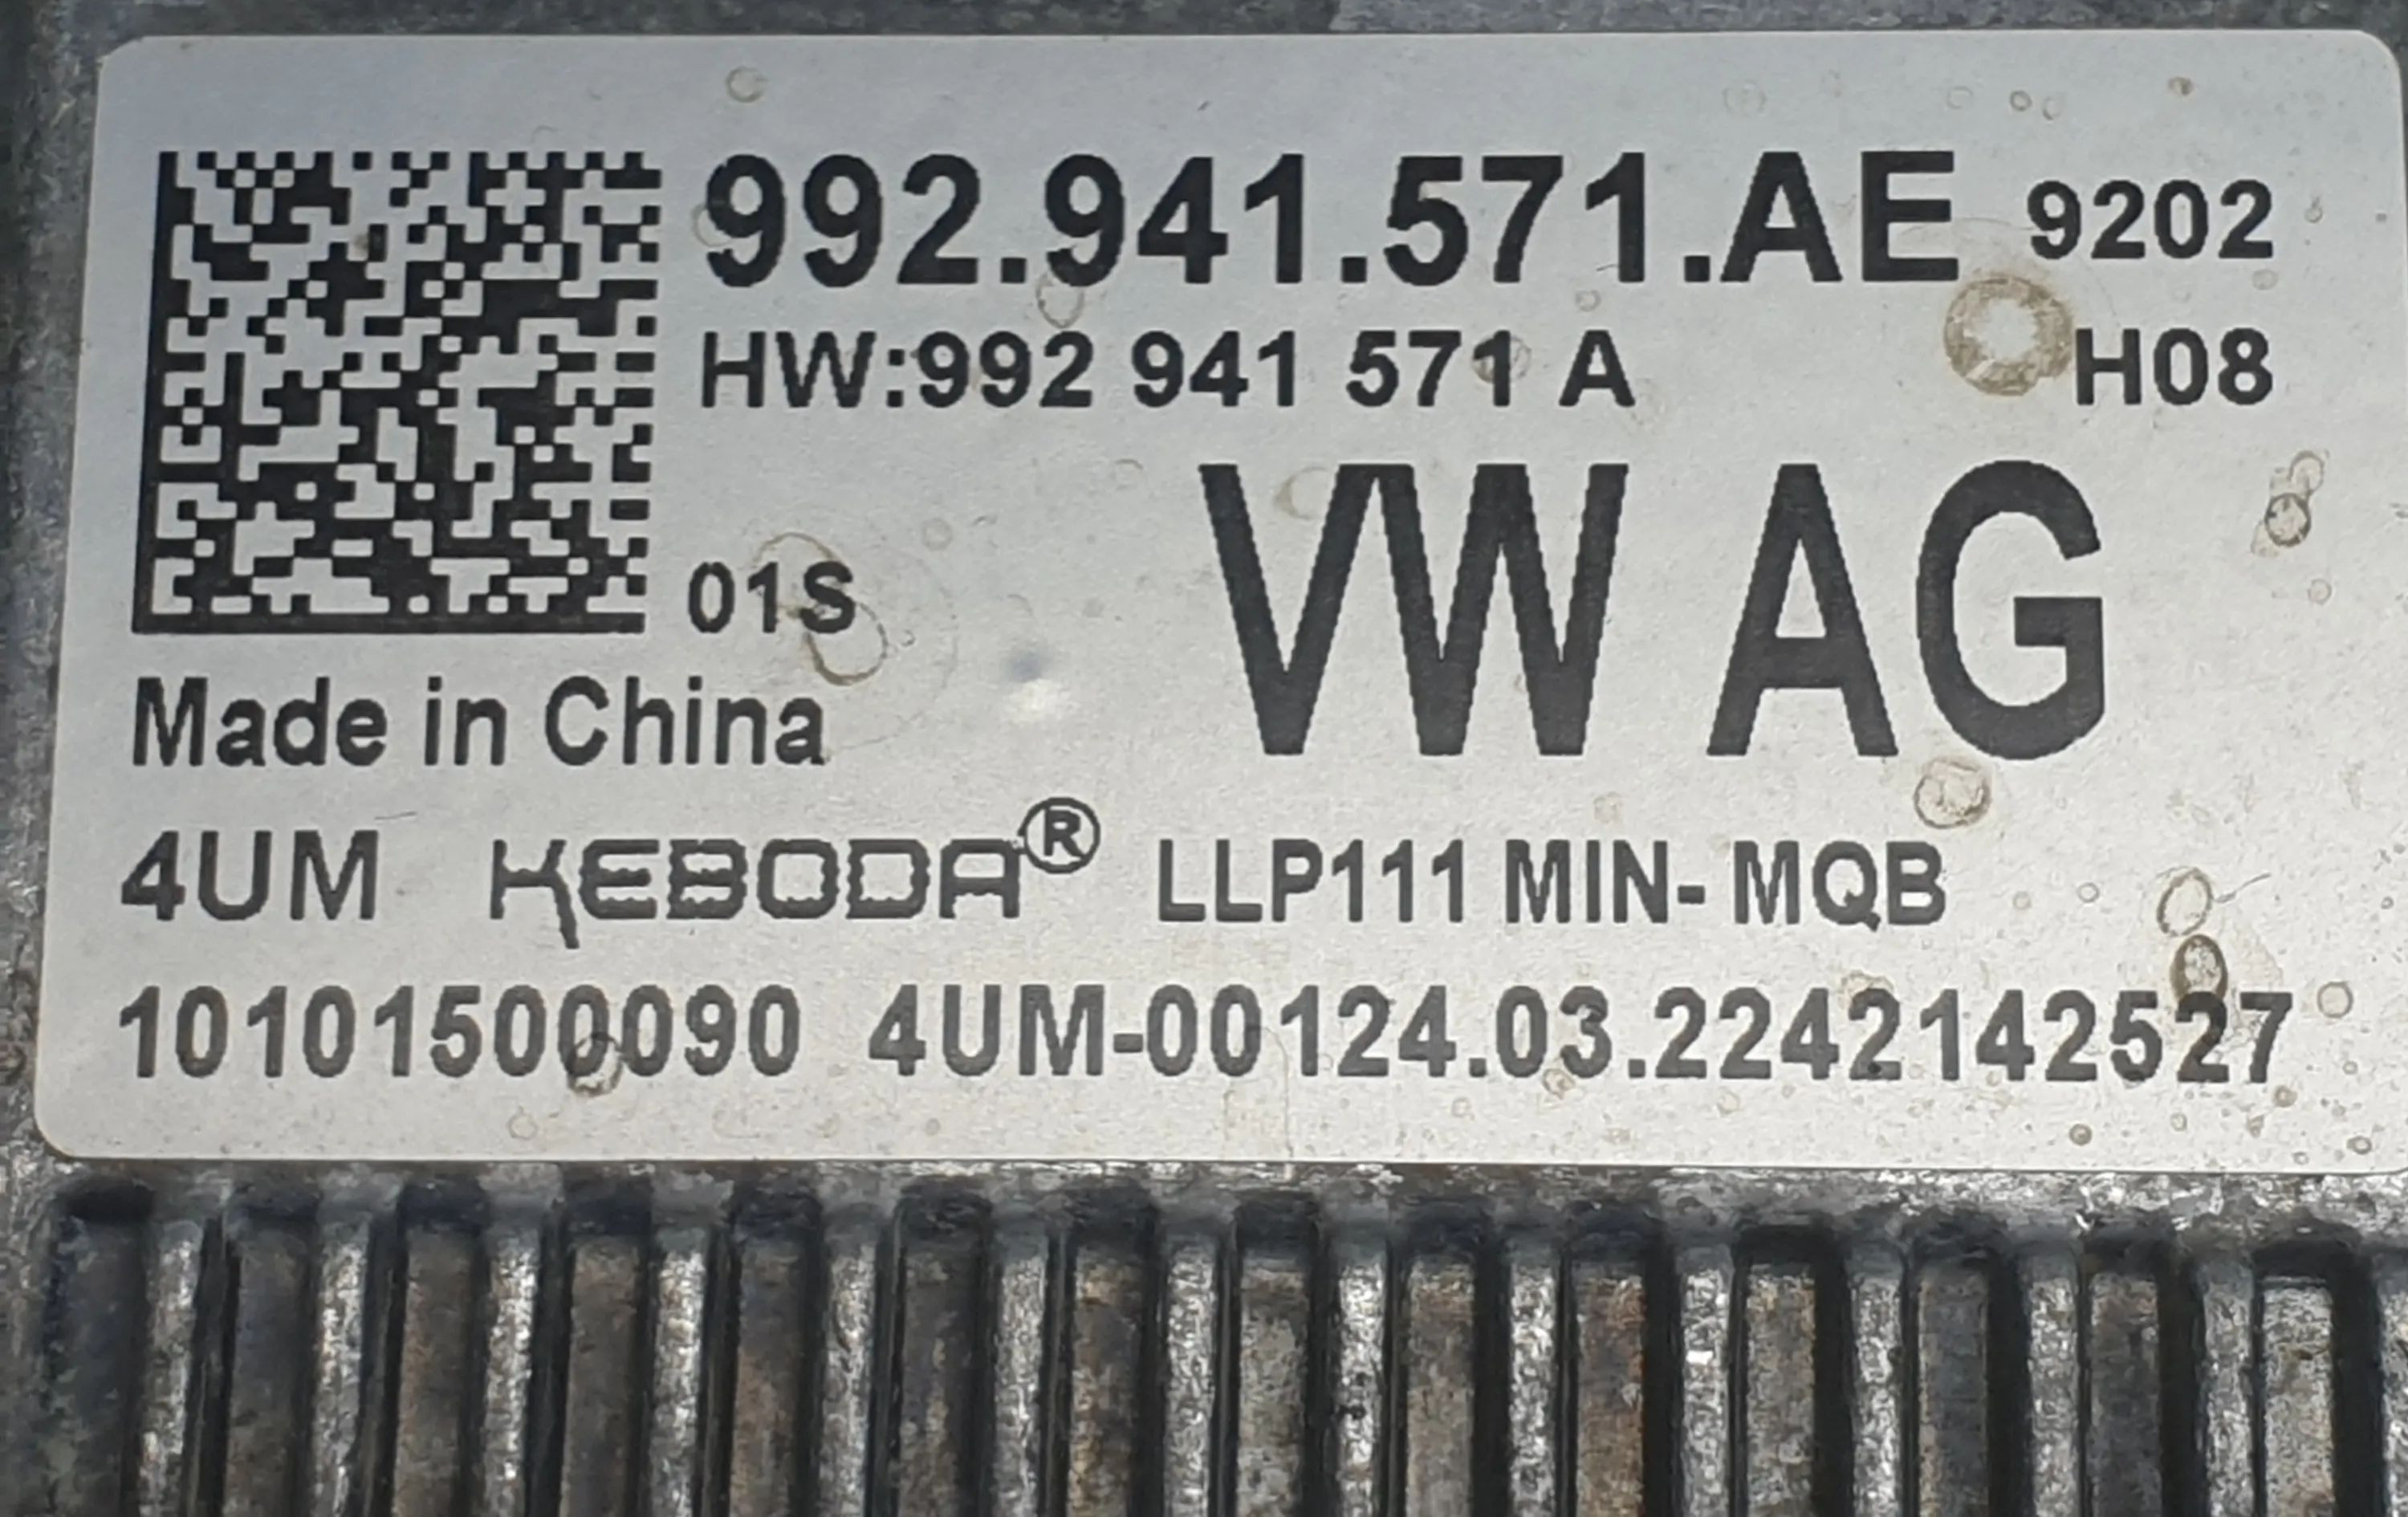 992.941.571.AE 9202
HW:992 941 571 A H08
VW AG
01S
Made in China
4UM KEBODA® LLP111 MIN- MQB
10101500090 4UM-00124.03.2242142527